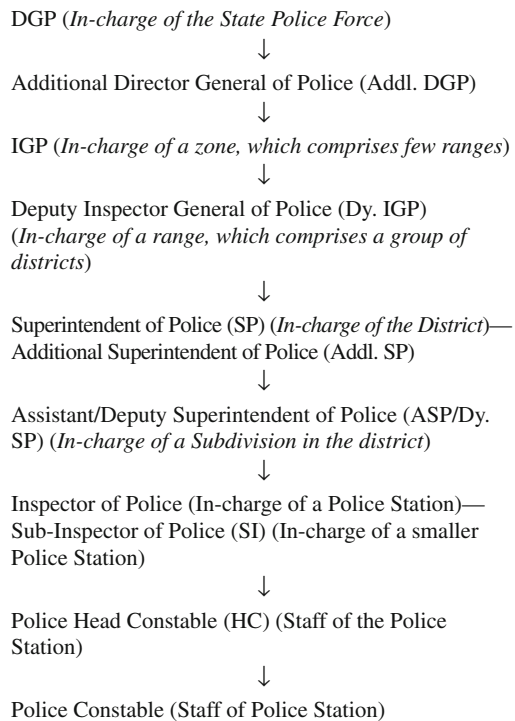 DGP (In-charge of the State Police Force)
↓
Additional Director General of Police (Addl. DGP)
↓
IGP (In-charge of a zone, which comprises few ranges)
↓
Deputy Inspector General of Police (Dy. IGP)
(In-charge of a range, which comprises a group of
districts)
↓
Superintendent of Police (SP) (In-charge of the District)—
Additional Superintendent of Police (Addl. SP)
↓
Assistant/Deputy Superintendent of Police (ASP/Dy.
SP) (In-charge of a Subdivision in the district)
↓
Inspector of Police (In-charge of a Police Station)—
Sub-Inspector of Police (SI) (In-charge of a smaller
Police Station)
↓
Police Head Constable (HC) (Staff of the Police
Station)
↓
Police Constable (Staff of Police Station)